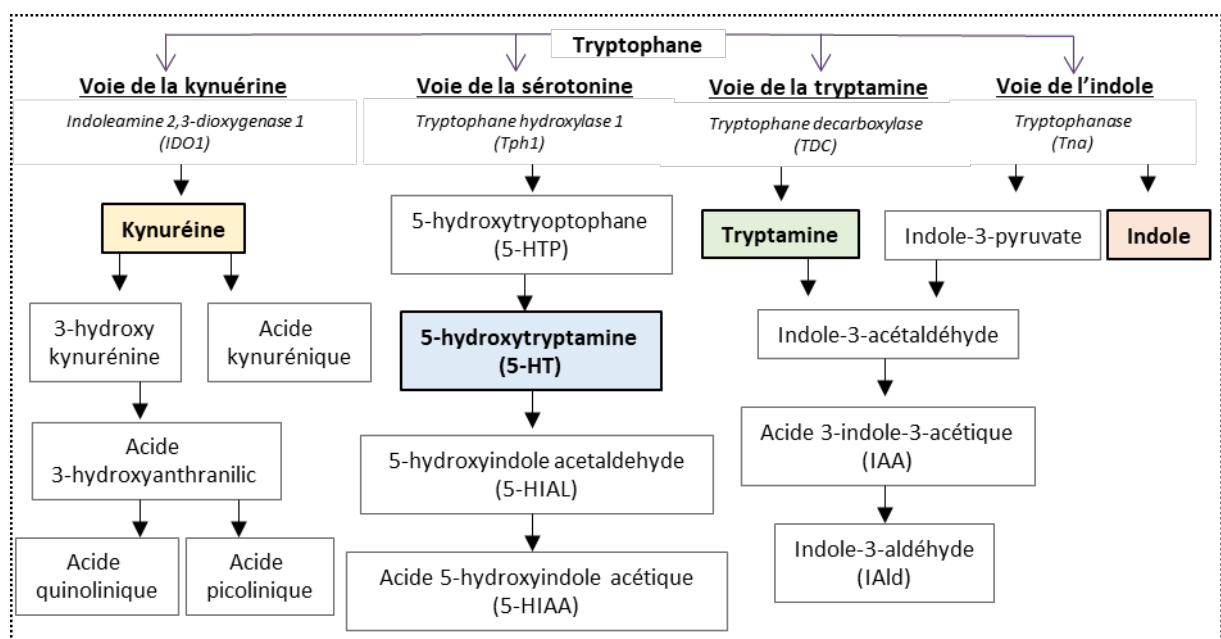 Tryptophane
Voie de la kynuérine
Indoleamine 2,3-dioxygenase 1
(IDO1)
Kynuréine
3-hydroxy
kynurénine
Acide
kynurénique
Acide
3-hydroxyanthranilic
Acide
quinolinique
Acide
picolinique
Voie de la sérotonine
Tryptophane hydroxylase 1
(Tph1)
5-hydroxytryoptophane
(5-HTP)
5-hydroxytryptamine
(5-HT)
5-hydroxyindole acetaldehyde
(5-HIAL)
Acide 5-hydroxyindole acétique
(5-HIAA)
Voie de la tryptamine
Tryptophane decarboxylase
(TDC)
Tryptamine
Voie de l'indole
Tryptophanase
(Tna)
Indole-3-pyruvate
Indole
Indole-3-acétaldéhyde
Acide 3-indole-3-acétique
(IAA)
Indole-3-aldéhyde
(IAld)